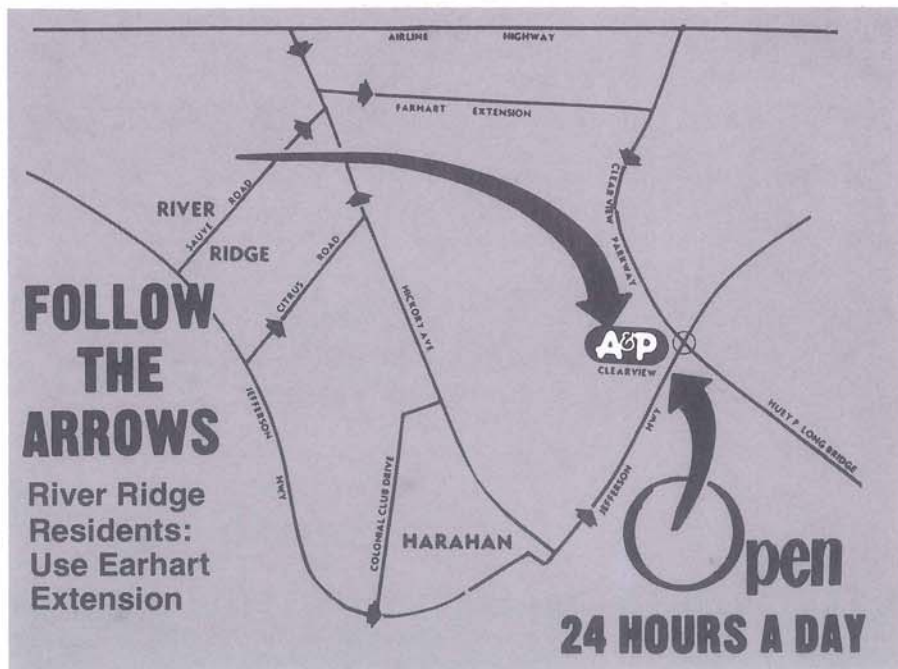 AIRLINE HIGHWAY
FARHART EXTENSION
CLEARVIEW PARKWAY
SAUVE ROAD
RIVER
RIDGE
CITRUS ROAD
HICKORT AVE
FOLLOW
THE
ARROWS
A&P
CLEARVIEW
JEFFERSON HWY
JEFFERSON HWY
HUEY P LONG BRIDGE
COLONIAL CLUB DRIVE
HARAHAN
River Ridge
Residents:
Use Earhart
Extension
Open
24 HOURS A DAY